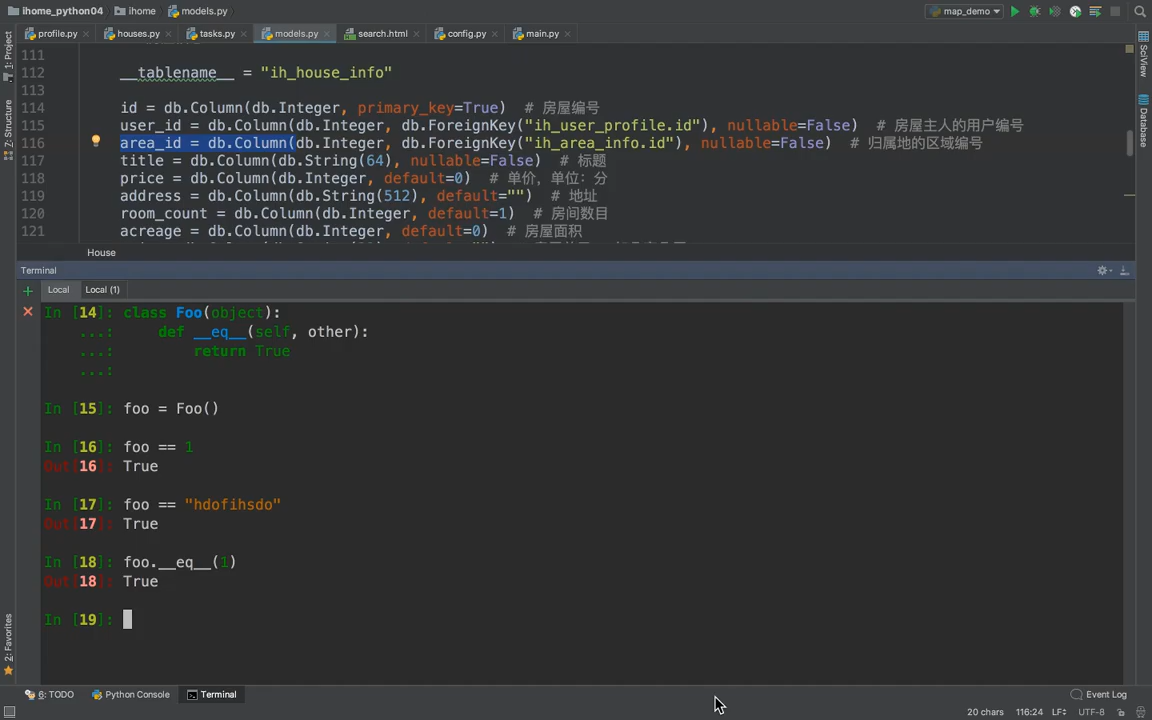 ihome_python04 ihome models.py map_demo
profile.py houses.py tasks.py models.py search.html config.py main.py
1: Project
7: Structure
2: Favorites
SciView
Database
111
112 __tablename__ = "ih_house_info"
113
114 id = db.Column(db.Integer, primary_key=True) # 房屋编号
115 user_id = db.Column(db.Integer, db.ForeignKey("ih_user_profile.id"), nullable=False) # 房屋主人的用户编号
116 area_id = db.Column(db.Integer, db.ForeignKey("ih_area_info.id"), nullable=False) # 归属地的区域编号
117 title = db.Column(db.String(64), nullable=False) # 标题
118 price = db.Column(db.Integer, default=0) # 单价，单位：分
119 address = db.Column(db.String(512), default="") # 地址
120 room_count = db.Column(db.Integer, default=1) # 房间数目
121 acreage = db.Column(db.Integer, default=0) # 房屋面积
House
Terminal
Local Local (1)
In [14]: class Foo(object):
...: def __eq__(self, other):
...: return True
...:
In [15]: foo = Foo()
In [16]: foo == 1
Out[16]: True
In [17]: foo == "hdofihsdo"
Out[17]: True
In [18]: foo.__eq__(1)
Out[18]: True
In [19]:
6: TODO Python Console Terminal Event Log
20 chars 116:24 LF÷ UTF-8